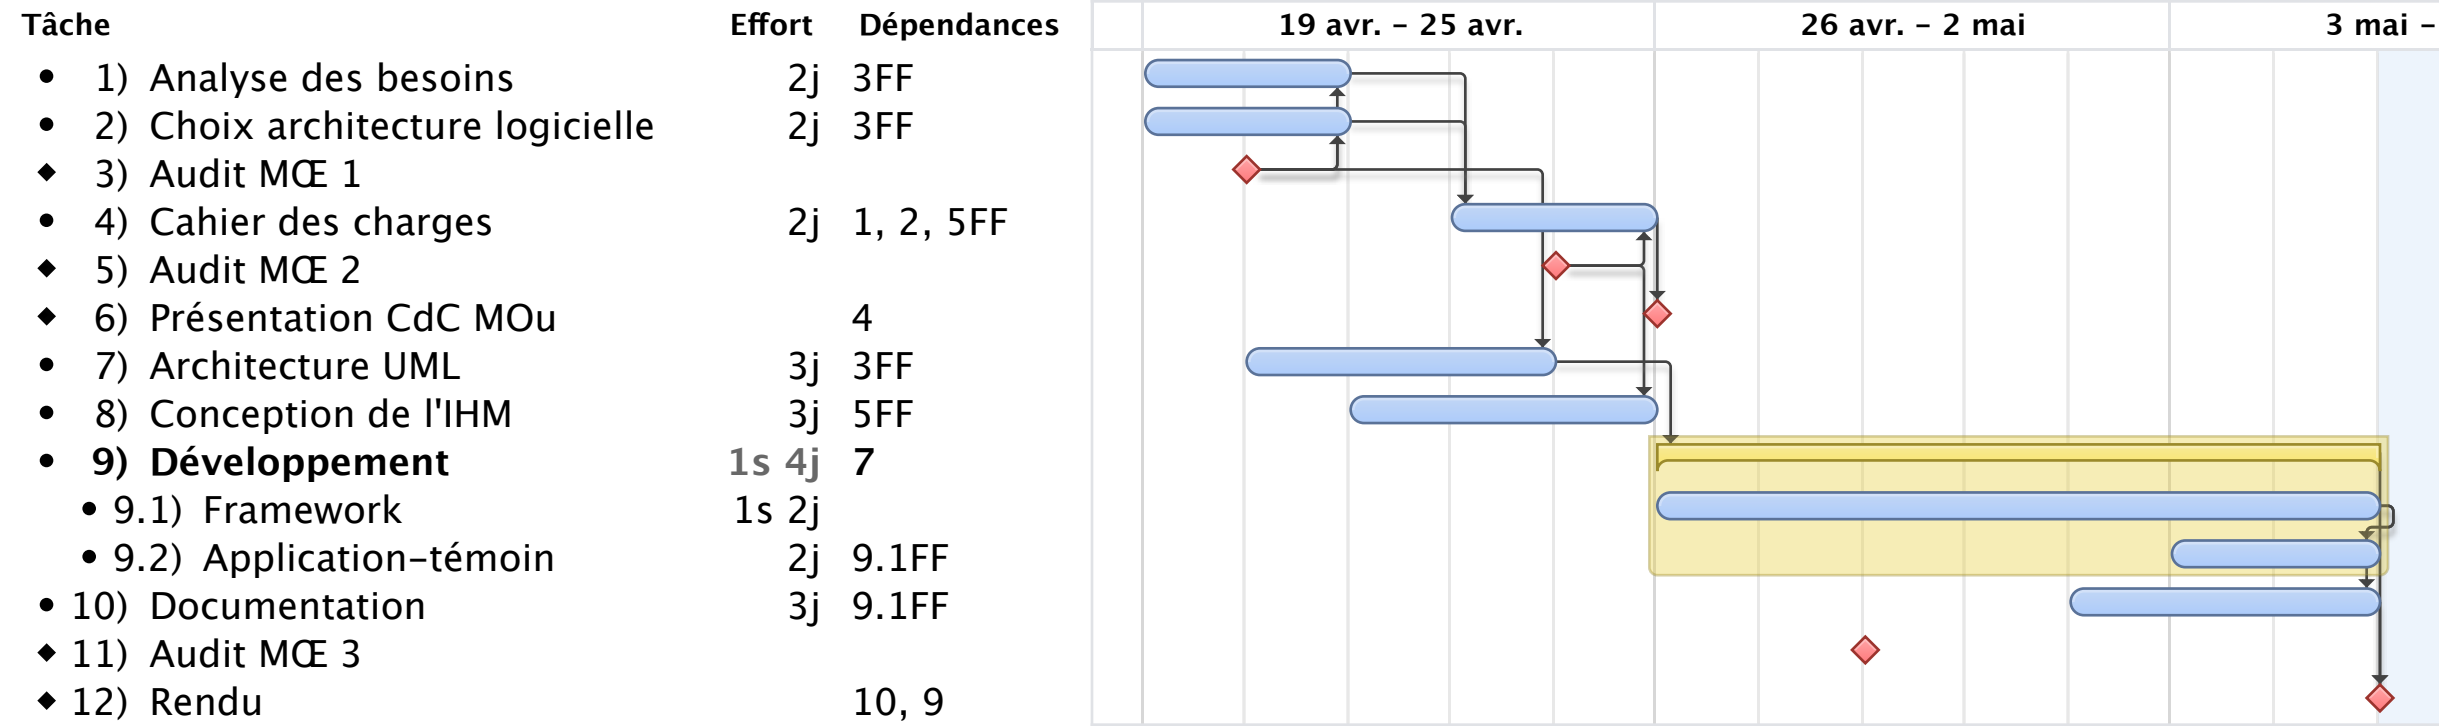 Tâche Effort Dépendances 19 avr. – 25 avr. 26 avr. – 2 mai 3 mai –
• 1) Analyse des besoins 2j 3FF
• 2) Choix architecture logicielle 2j 3FF
◆ 3) Audit MŒ 1
• 4) Cahier des charges 2j 1, 2, 5FF
◆ 5) Audit MŒ 2
◆ 6) Présentation CdC MOu 4
• 7) Architecture UML 3j 3FF
• 8) Conception de l'IHM 3j 5FF
• 9) Développement 1s 4j 7
• 9.1) Framework 1s 2j
• 9.2) Application-témoin 2j 9.1FF
• 10) Documentation 3j 9.1FF
◆ 11) Audit MŒ 3
◆ 12) Rendu 10, 9